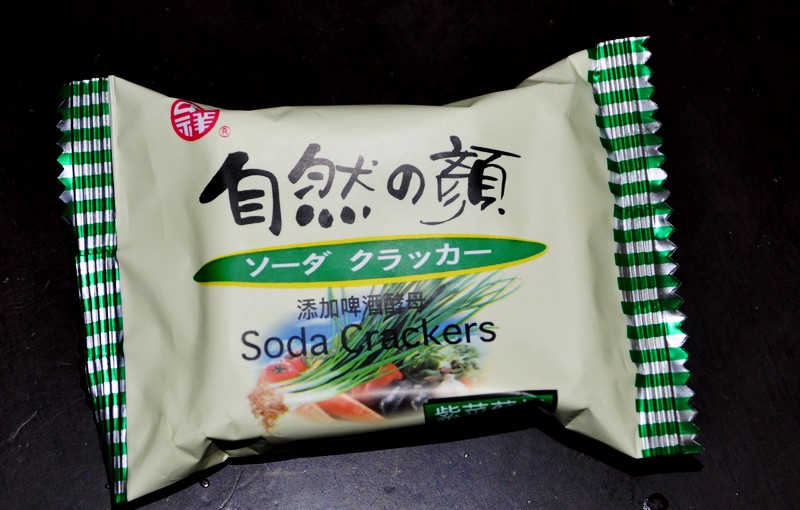 祥
®
自然の顔
ソーダ クラッカー
添加啤酒酵母
Soda Crackers
紫菜